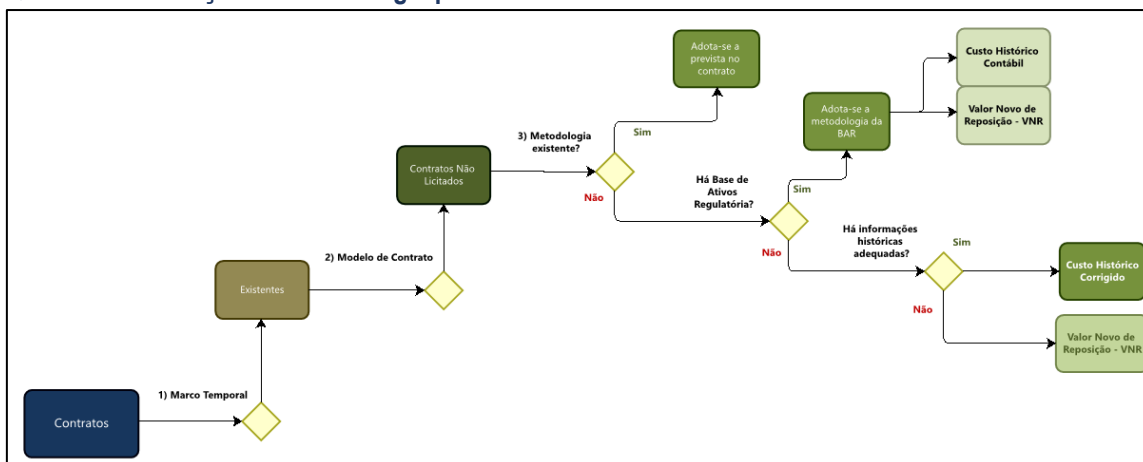 Adota-se a
prevista no
contrato
Custo Histórico
Contábil
Valor Novo de
Reposição - VNR
Adota-se a
metodologia da
BAR
3) Metodologia
existente?
Sim
Contratos Não
Licitados
Não
Há Base de
Ativos
Regulatória?
Sim
Não
Há informações
históricas
adequadas?
Sim
Custo Histórico
Corrigido
Não
Valor Novo de
Reposição - VNR
2) Modelo de Contrato
Existentes
1) Marco Temporal
Contratos